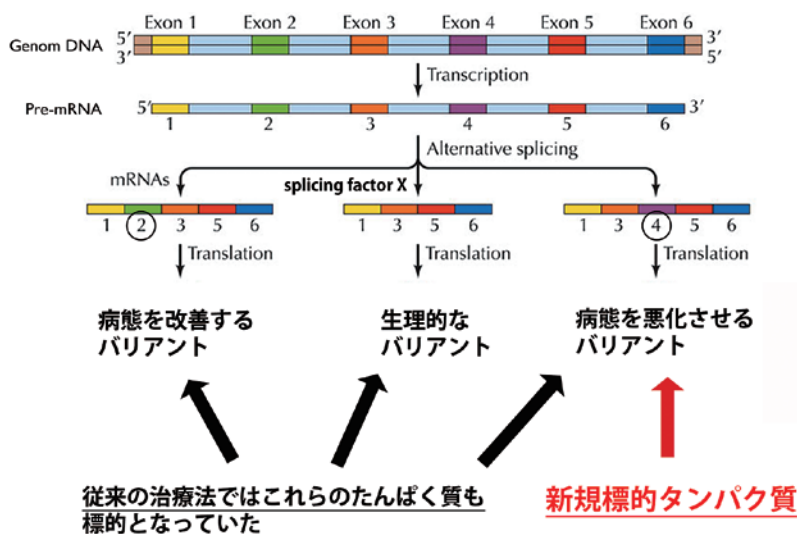 Exon 1 Exon 2 Exon 3 Exon 4 Exon 5 Exon 6
Genom DNA 5′ 3′
3′ 5′
Transcription
Pre-mRNA 5′ 3′
1 2 3 4 5 6
Alternative splicing
mRNAs splicing factor X
1 2 3 5 6 1 3 5 6 1 3 4 5 6
Translation Translation Translation
病態を改善する
バリアント
生理的な
バリアント
病態を悪化させる
バリアント
従来の治療法ではこれらのたんぱく質も
標的となっていた
新規標的タンパク質